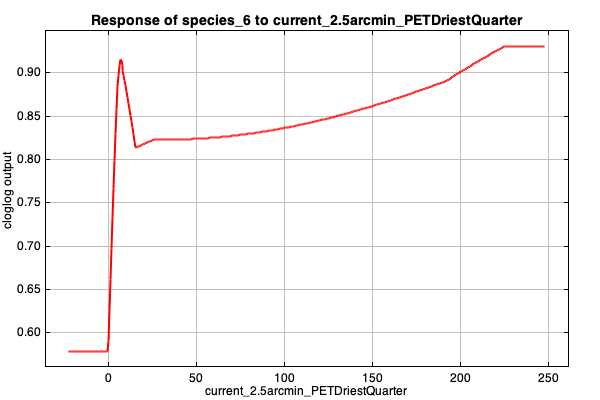 Response of species_6 to current_2.5arcmin_PETDriestQuarter
cloglog output
0.90
0.85
0.80
0.75
0.70
0.65
0.60
0 50 100 150 200 250
current_2.5arcmin_PETDriestQuarter